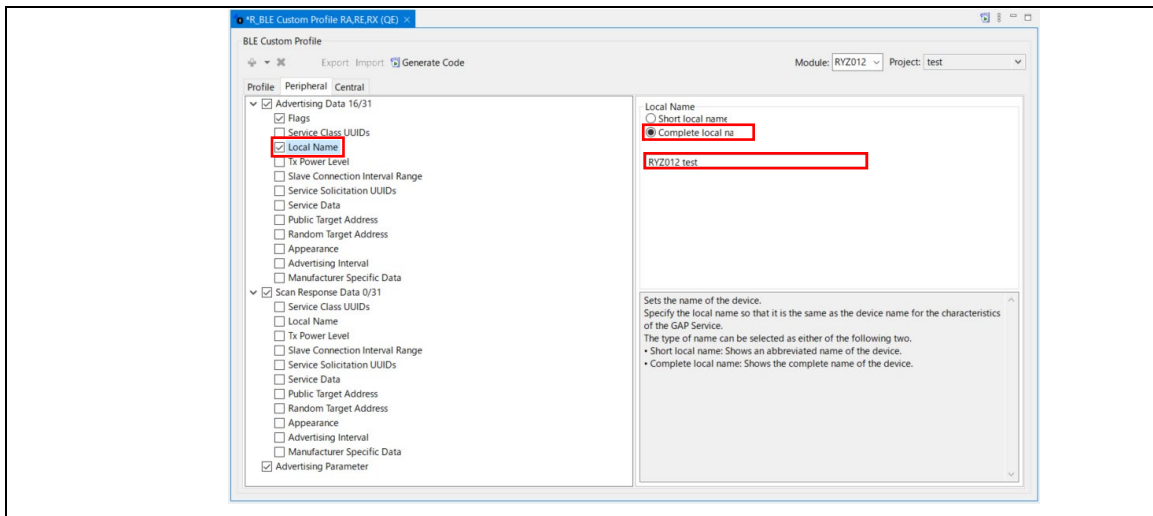 *R_BLE Custom Profile RA,RE,RX (QE)
BLE Custom Profile
Export Import Generate Code
Module: RYZ012 Project: test
Profile Peripheral Central
Advertising Data 16/31
Flags
Service Class UUIDs
Local Name
Tx Power Level
Slave Connection Interval Range
Service Solicitation UUIDs
Service Data
Public Target Address
Random Target Address
Appearance
Advertising Interval
Manufacturer Specific Data
Scan Response Data 0/31
Service Class UUIDs
Local Name
Tx Power Level
Slave Connection Interval Range
Service Solicitation UUIDs
Service Data
Public Target Address
Random Target Address
Appearance
Advertising Interval
Manufacturer Specific Data
Advertising Parameter
Local Name
Short local name
Complete local na
RYZ012 test
Sets the name of the device.
Specify the local name so that it is the same as the device name for the characteristics
of the GAP Service.
The type of name can be selected as either of the following two.
• Short local name: Shows an abbreviated name of the device.
• Complete local name: Shows the complete name of the device.